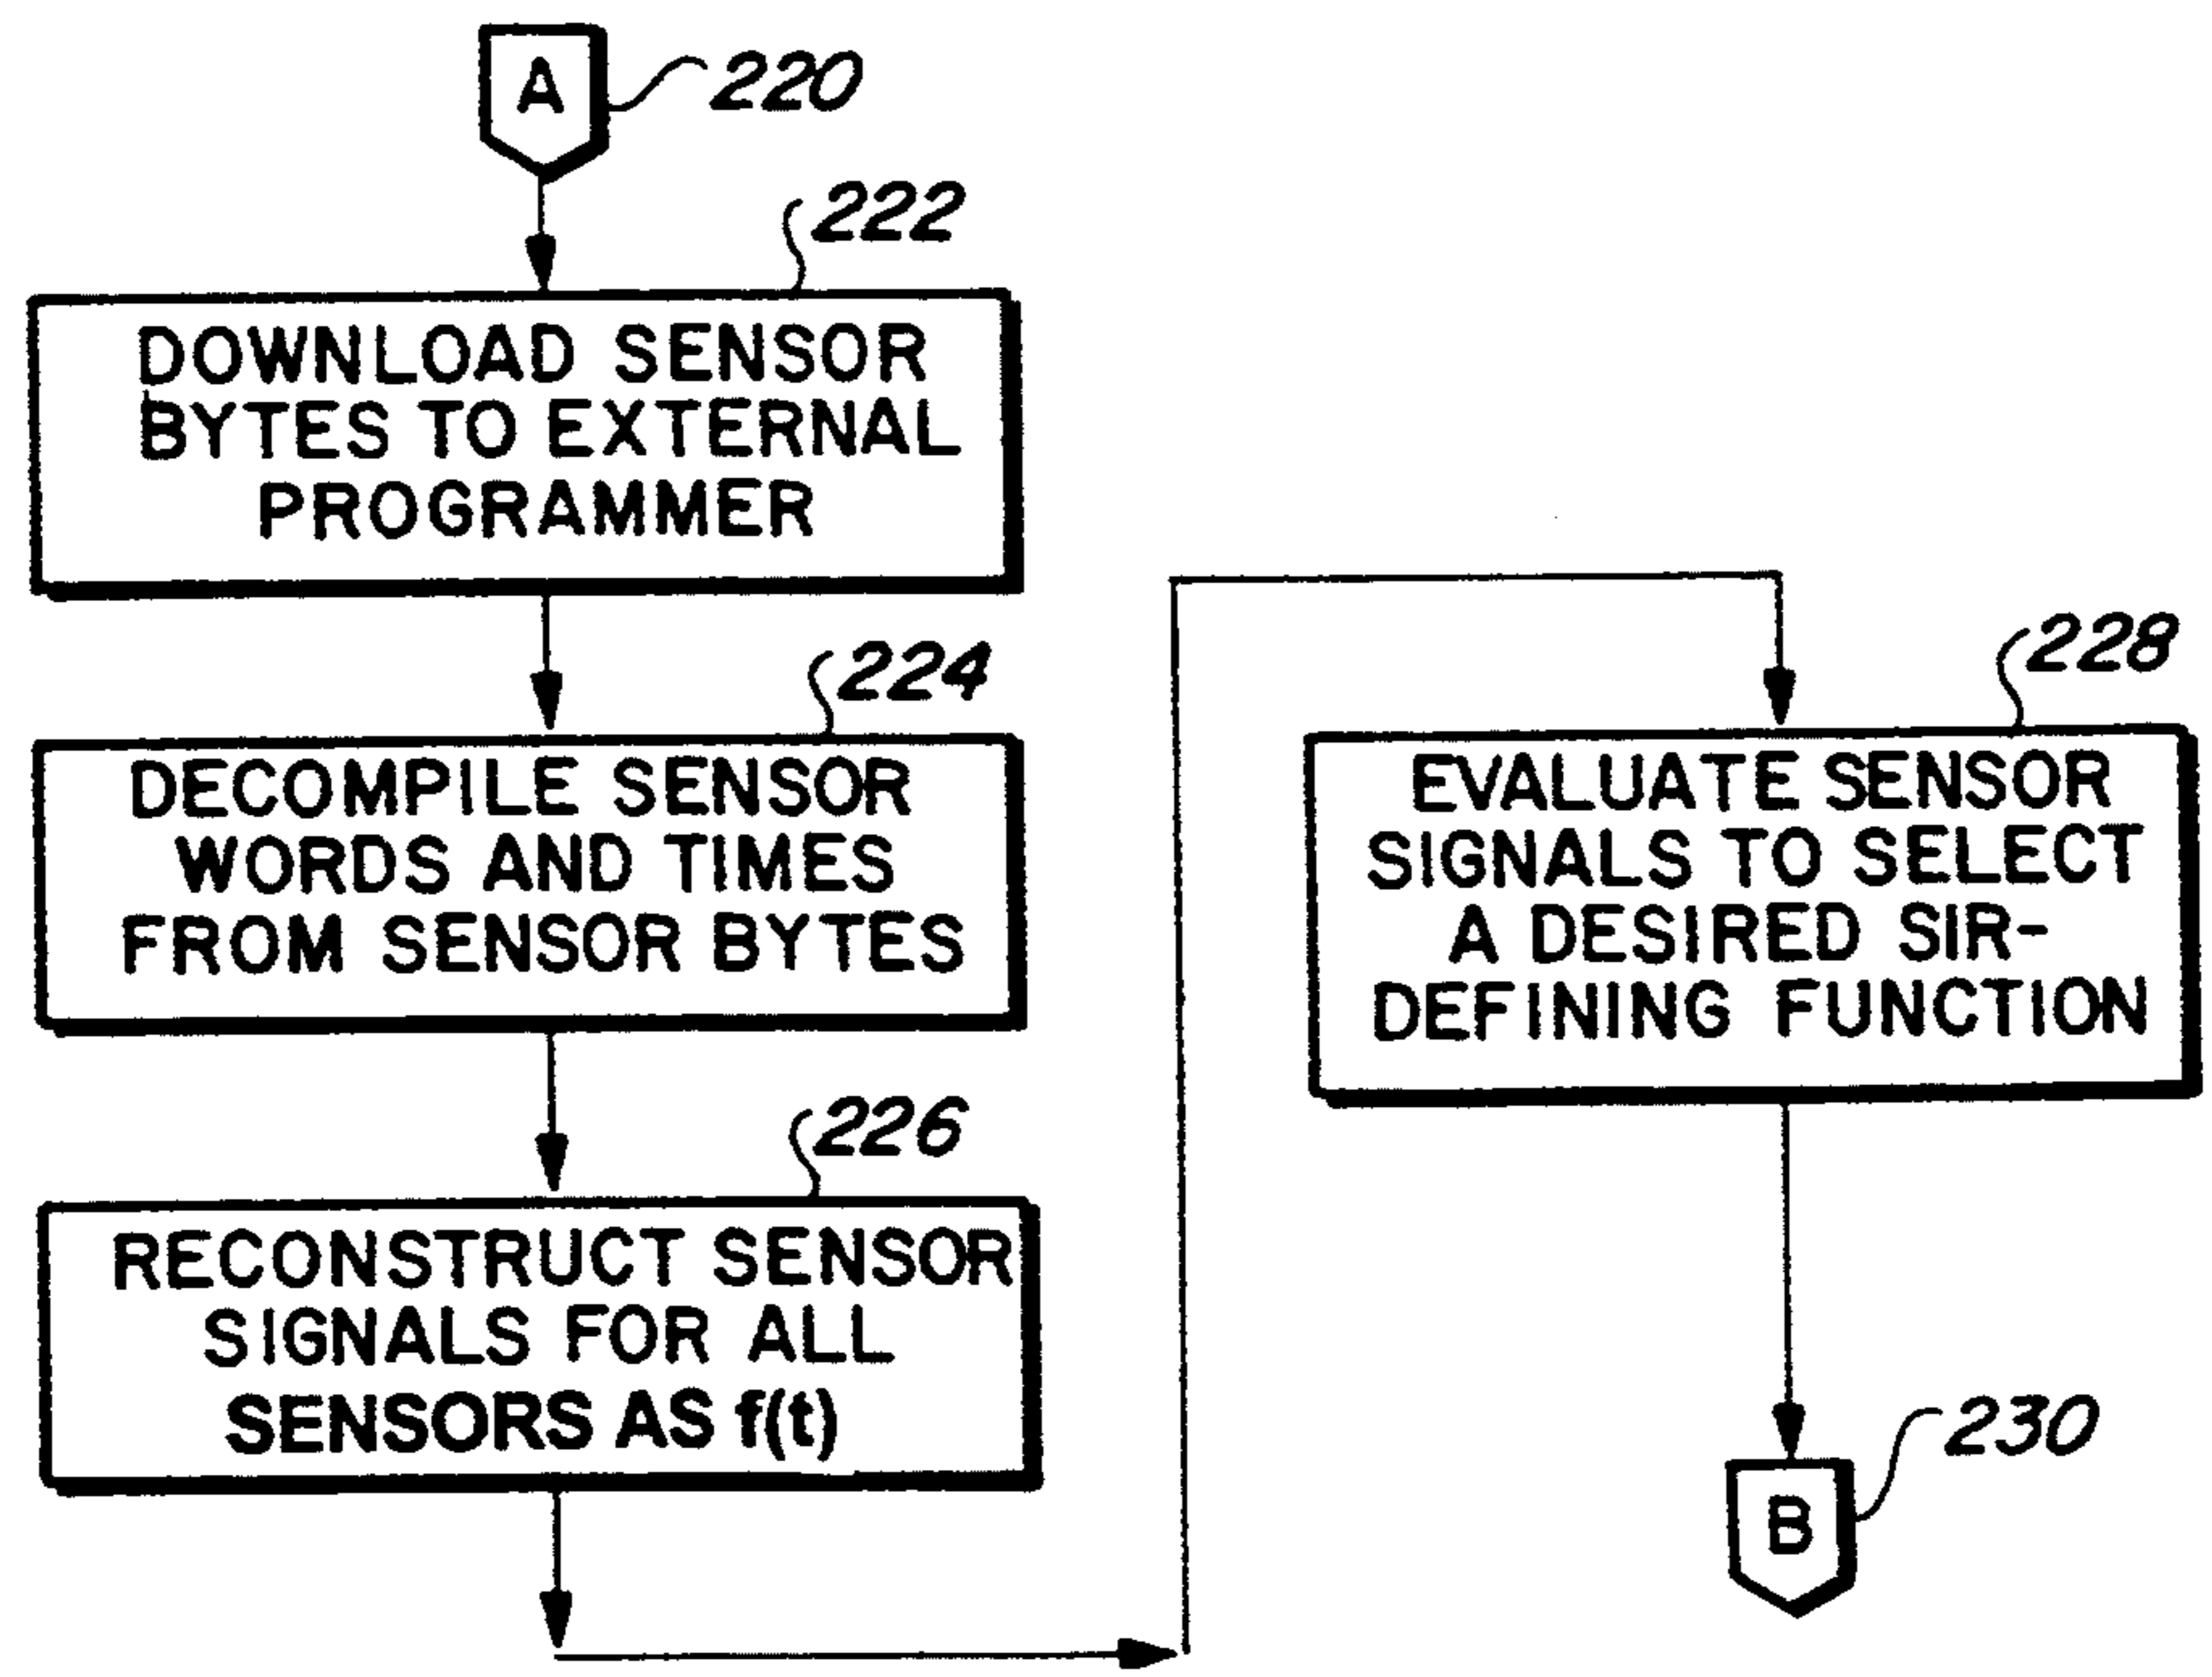 A
220
222
DOWNLOAD SENSOR
BYTES TO EXTERNAL
PROGRAMMER
224
DECOMPILE SENSOR
WORDS AND TIMES
FROM SENSOR BYTES
226
RECONSTRUCT SENSOR
SIGNALS FOR ALL
SENSORS AS f(t)
228
EVALUATE SENSOR
SIGNALS TO SELECT
A DESIRED SIR-
DEFINING FUNCTION
230
B